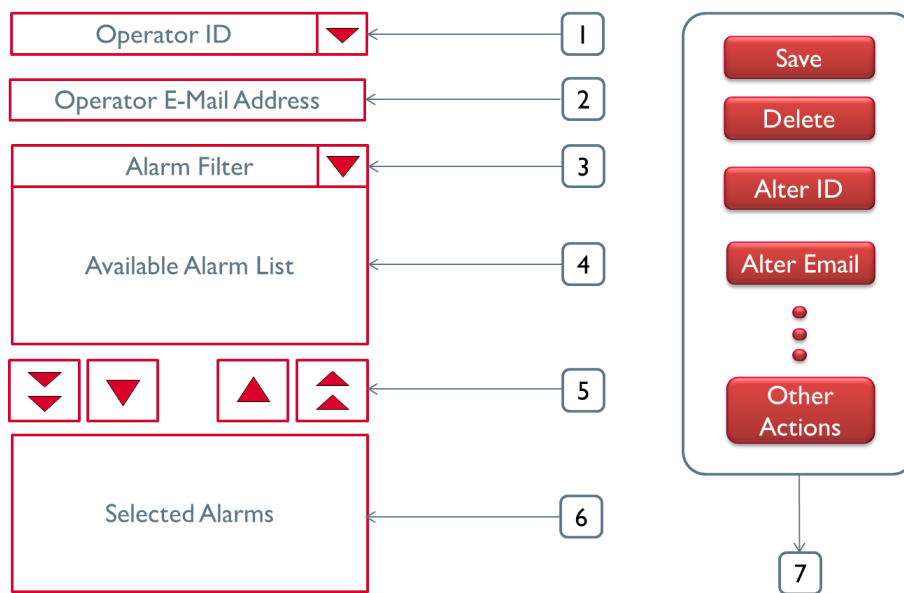 Operator ID
1
Operator E-Mail Address
2
Alarm Filter
3
Available Alarm List
4
5
Selected Alarms
6
Save
Delete
Alter ID
Alter Email
Other
Actions
7